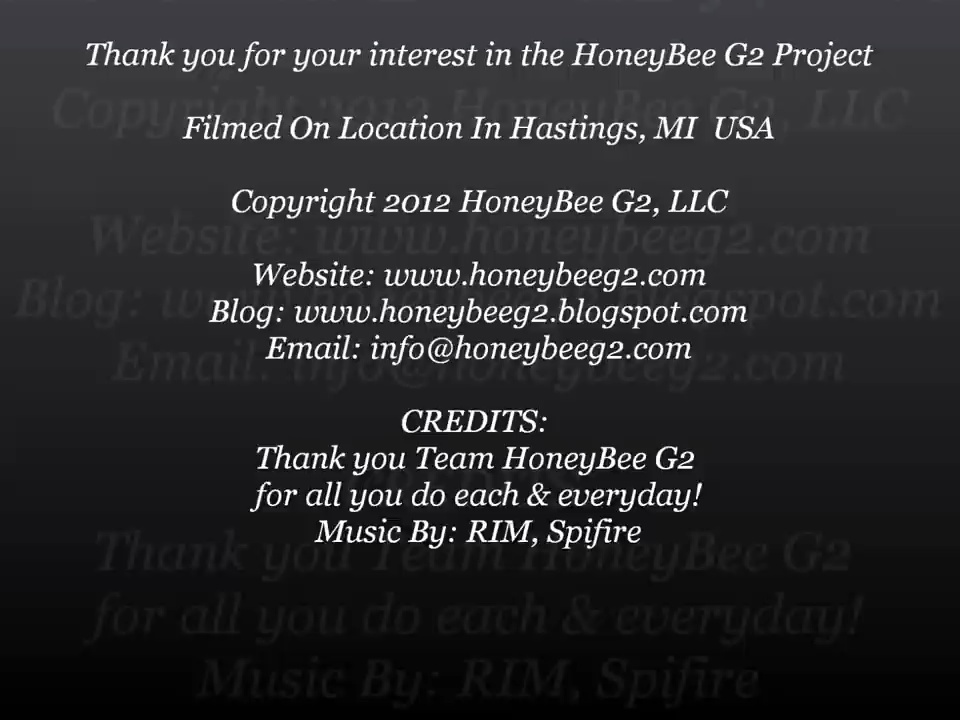 Thank you for your interest in the HoneyBee G2 Project
Filmed On Location In Hastings, MI  USA
Copyright 2012 HoneyBee G2, LLC
Website: www.honeybeeg2.com
Blog: www.honeybeeg2.blogspot.com
Email: info@honeybeeg2.com
CREDITS:
Thank you Team HoneyBee G2
for all you do each & everyday!
Music By: RIM, Spifire